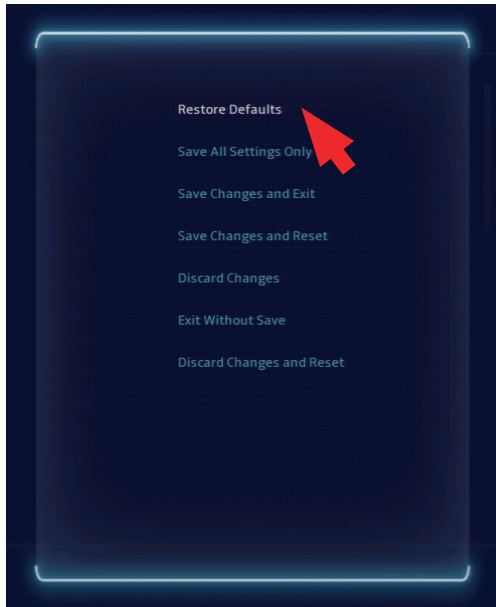 Restore Defaults
Save All Settings Only
Save Changes and Exit
Save Changes and Reset
Discard Changes
Exit Without Save
Discard Changes and Reset